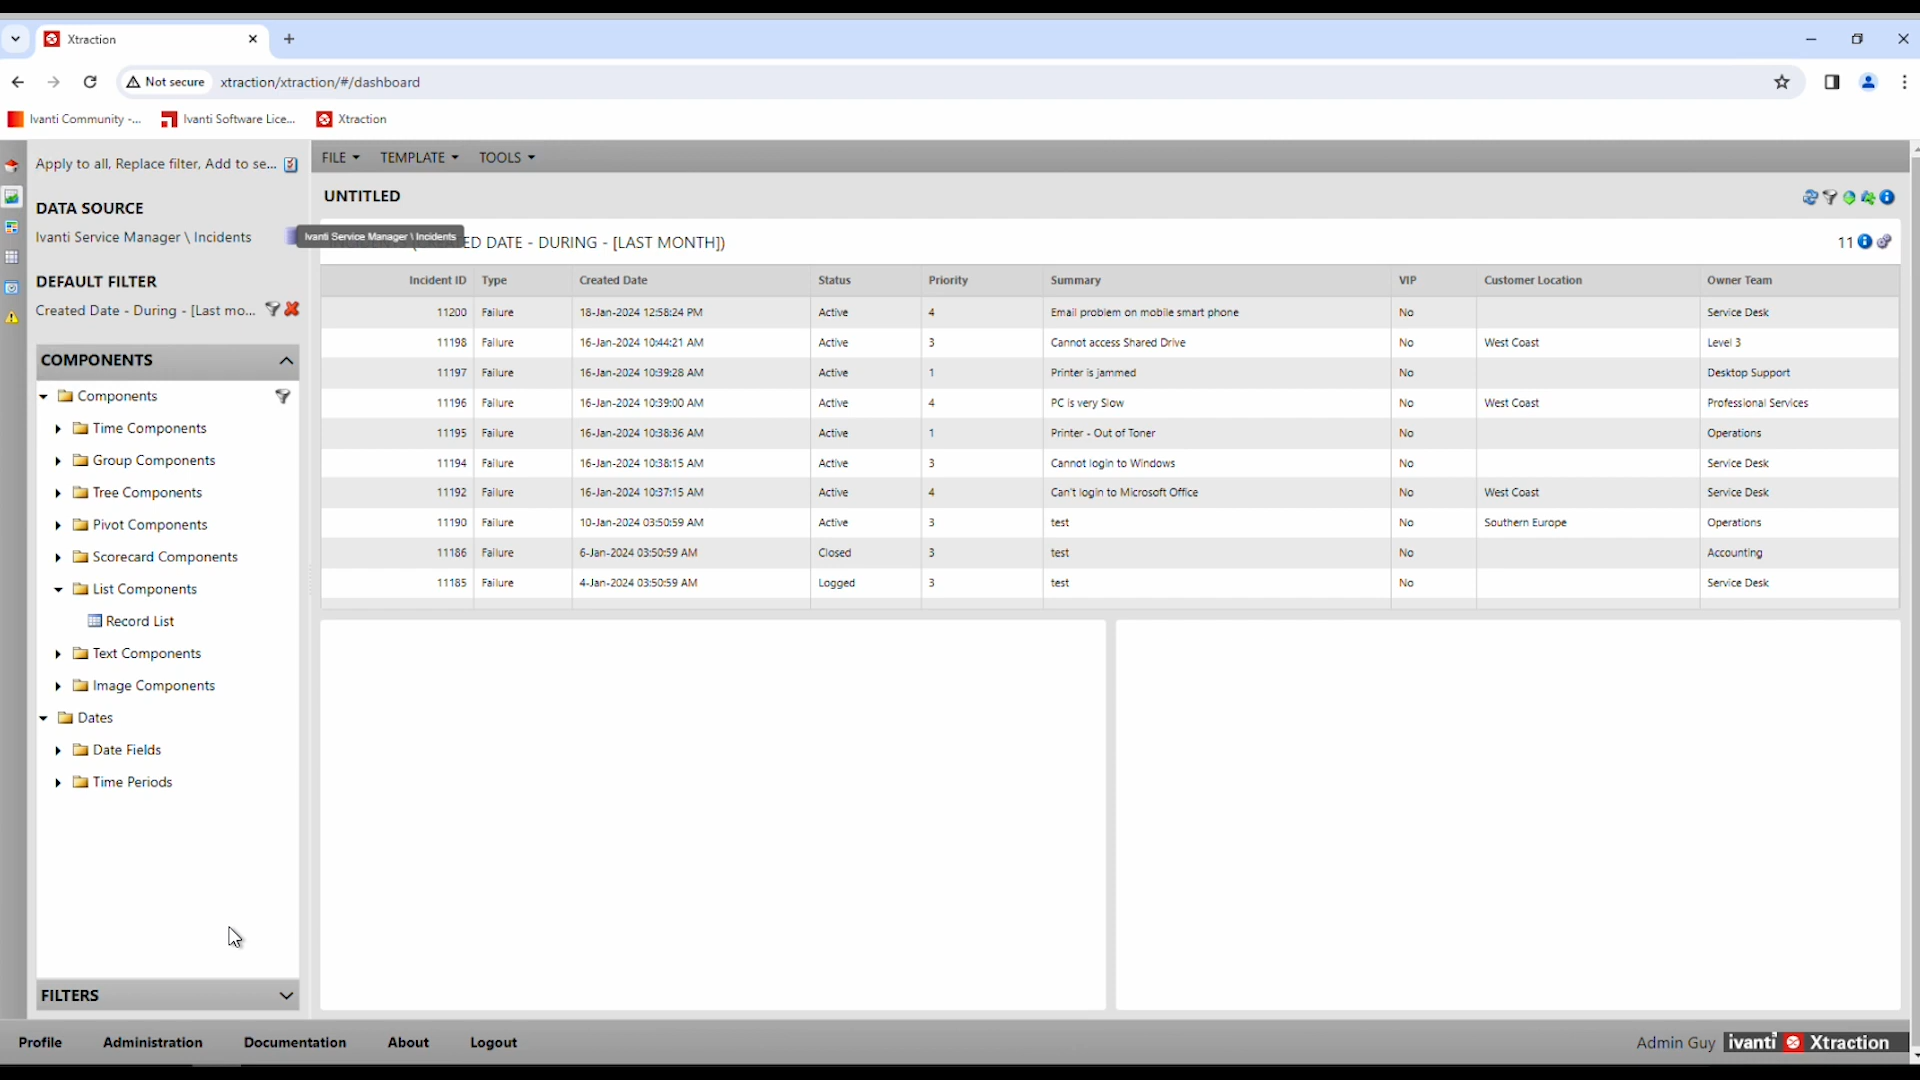 Xtraction
Not secure xtraction/xtraction/#/dashboard
Ivanti Community -... Ivanti Software Lice... Xtraction
Apply to all, Replace filter, Add to se...
FILE TEMPLATE TOOLS
DATA SOURCE
Ivanti Service Manager \ Incidents
DEFAULT FILTER
Created Date - During - [Last mo...
COMPONENTS
Components
Time Components
Group Components
Tree Components
Pivot Components
Scorecard Components
List Components
Record List
Text Components
Image Components
Dates
Date Fields
Time Periods
FILTERS
UNTITLED
Ivanti Service Manager \ Incidents
ED DATE - DURING - [LAST MONTH])
11
Incident ID Type Created Date Status Priority Summary VIP Customer Location Owner Team
11200 Failure 18-Jan-2024 12:58:24 PM Active 4 Email problem on mobile smart phone No Service Desk
11198 Failure 16-Jan-2024 10:44:21 AM Active 3 Cannot access Shared Drive No West Coast Level 3
11197 Failure 16-Jan-2024 10:39:28 AM Active 1 Printer is jammed No Desktop Support
11196 Failure 16-Jan-2024 10:39:00 AM Active 4 PC is very Slow No West Coast Professional Services
11195 Failure 16-Jan-2024 10:38:36 AM Active 1 Printer - Out of Toner No Operations
11194 Failure 16-Jan-2024 10:38:15 AM Active 3 Cannot login to Windows No Service Desk
11192 Failure 16-Jan-2024 10:37:15 AM Active 4 Can't login to Microsoft Office No West Coast Service Desk
11190 Failure 10-Jan-2024 03:50:59 AM Active 3 test No Southern Europe Operations
11186 Failure 6-Jan-2024 03:50:59 AM Closed 3 test No Accounting
11185 Failure 4-Jan-2024 03:50:59 AM Logged 3 test No Service Desk
Profile Administration Documentation About Logout
Admin Guy ivanti Xtraction